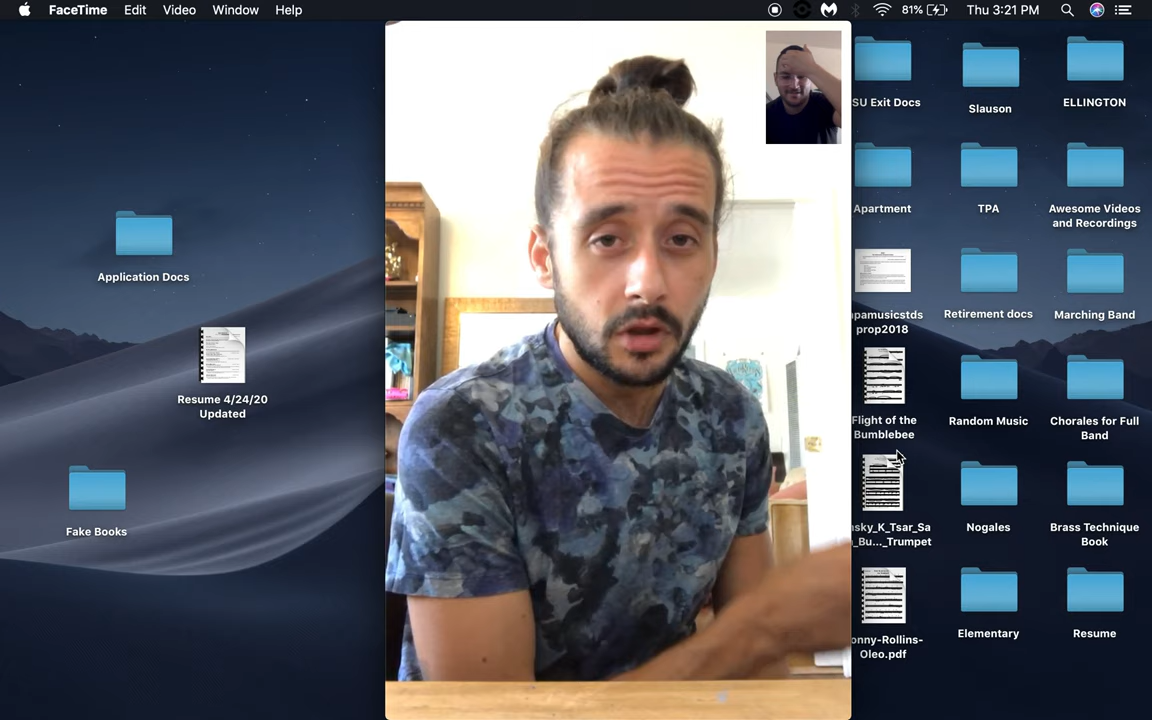 FaceTime Edit Video Window Help 81% Thu 3:21 PM
SU Exit Docs
Slauson
ELLINGTON
Application Docs
Apartment
TPA
Awesome Videos
and Recordings
pamusictds
prop2018
Retirement docs
Marching Band
Resume 4/24/20
Updated
Flight of the
Bumblebee
Random Music
Chorales for Full
Band
Fake Books
nsky_K_Tsar_Sa
_Bu..._Trumpet
Nogales
Brass Technique
Book
onny-Rollins-
Oleo.pdf
Elementary
Resume